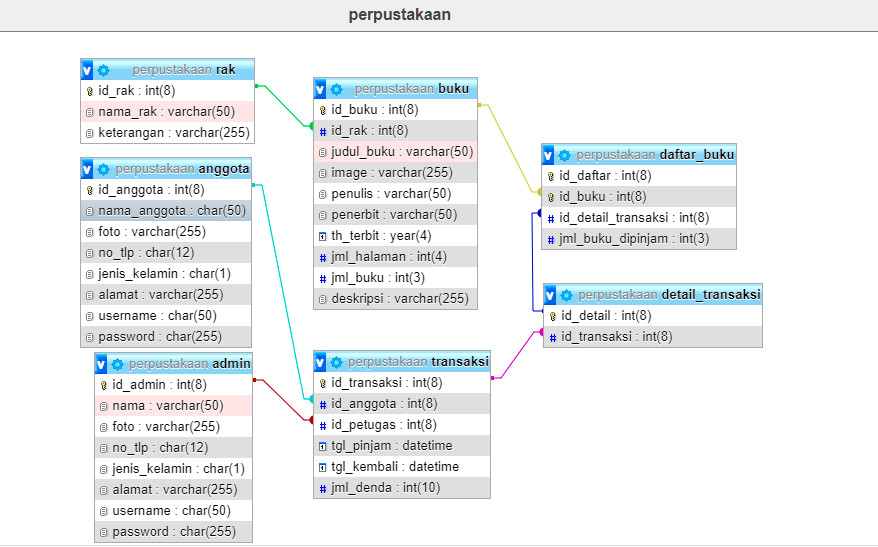 perpustakaan
perpustakaan rak
id_rak : int(8)
nama_rak : varchar(50)
keterangan : varchar(255)
perpustakaan anggota
id_anggota : int(8)
nama_anggota : char(50)
foto : varchar(255)
no_tlp : char(12)
jenis_kelamin : char(1)
alamat : varchar(255)
username : char(50)
password : char(255)
perpustakaan admin
id_admin : int(8)
nama : varchar(50)
foto : varchar(255)
no_tlp : char(12)
jenis_kelamin : char(1)
alamat : varchar(255)
username : char(50)
password : char(255)
perpustakaan buku
id_buku : int(8)
id_rak : int(8)
judul_buku : varchar(50)
image : varchar(255)
penulis : varchar(50)
penerbit : varchar(50)
th_terbit : year(4)
jml_halaman : int(4)
jml_buku : int(3)
deskripsi : varchar(255)
perpustakaan transaksi
id_transaksi : int(8)
id_anggota : int(8)
id_petugas : int(8)
tgl_pinjam : datetime
tgl_kembali : datetime
jml_denda : int(10)
perpustakaan daftar_buku
id_daftar : int(8)
id_buku : int(8)
id_detail_transaksi : int(8)
jml_buku_dipinjam : int(3)
perpustakaan detail_transaksi
id_detail : int(8)
id_transaksi : int(8)